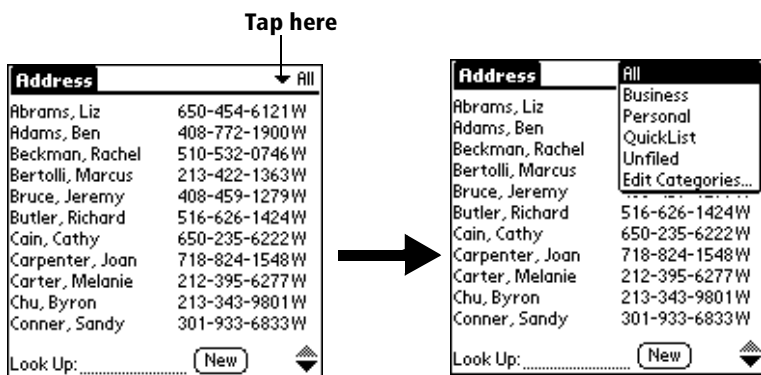 Tap here
Address All
Abrams, Liz 650-454-6121W
Adams, Ben 408-772-1900W
Beckman, Rachel 510-532-0746W
Bertolli, Marcus 213-422-1363W
Bruce, Jeremy 408-459-1279W
Butler, Richard 516-626-1424W
Cain, Cathy 650-235-6222W
Carpenter, Joan 718-824-1548W
Carter, Melanie 212-395-6277W
Chu, Byron 213-343-9801W
Conner, Sandy 301-933-6833W
Look Up: New
Address
All
Business
Personal
QuickList
Unfiled
Edit Categories...
Abrams, Liz
Adams, Ben
Beckman, Rachel
Bertolli, Marcus
Bruce, Jeremy
Butler, Richard 516-626-1424W
Cain, Cathy 650-235-6222W
Carpenter, Joan 718-824-1548W
Carter, Melanie 212-395-6277W
Chu, Byron 213-343-9801W
Conner, Sandy 301-933-6833W
Look Up: New